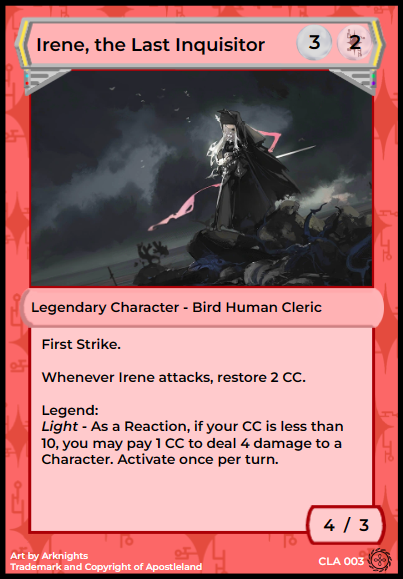 Irene, the Last Inquisitor 3 2
Legendary Character - Bird Human Cleric
First Strike.
Whenever Irene attacks, restore 2 CC.
Legend:
Light - As a Reaction, if your CC is less than
10, you may pay 1 CC to deal 4 damage to a
Character. Activate once per turn.
4 / 3
Art by Arknights
Trademark and Copyright of Apostleland
CLA 003